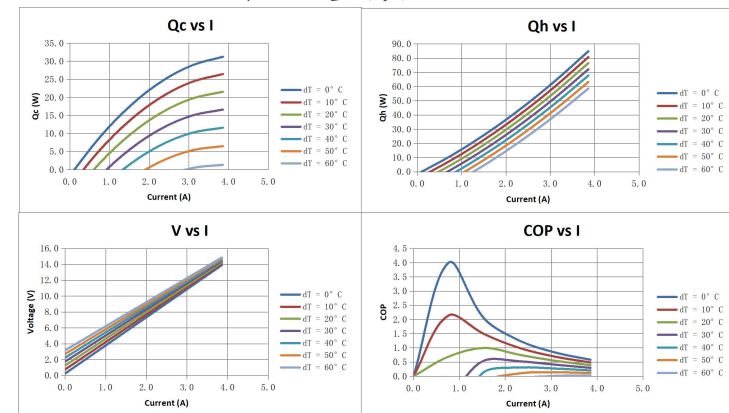 Qc vs I
35. 0
30. 0
25. 0
20. 0
15. 0
10. 0
5. 0
0. 0
Qc (W)
0. 0 1. 0 2. 0 3. 0 4. 0 5. 0
Current (A)
dT = 0° C
dT = 10° C
dT = 20° C
dT = 30° C
dT = 40° C
dT = 50° C
dT = 60° C
Qh vs I
90. 0
80. 0
70. 0
60. 0
50. 0
40. 0
30. 0
20. 0
10. 0
0. 0
Qh (W)
0. 0 1. 0 2. 0 3. 0 4. 0 5. 0
Current (A)
dT = 0° C
dT = 10° C
dT = 20° C
dT = 30° C
dT = 40° C
dT = 50° C
dT = 60° C
V vs I
16. 0
14. 0
12. 0
10. 0
8. 0
6. 0
4. 0
2. 0
0. 0
Voltage (V)
0. 0 1. 0 2. 0 3. 0 4. 0 5. 0
Current (A)
dT = 0° C
dT = 10° C
dT = 20° C
dT = 30° C
dT = 40° C
dT = 50° C
dT = 60° C
COP vs I
4. 5
4. 0
3. 5
3. 0
2. 5
2. 0
1. 5
1. 0
0. 5
0. 0
COP
0. 0 1. 0 2. 0 3. 0 4. 0 5. 0
Current (A)
dT = 0° C
dT = 10° C
dT = 20° C
dT = 30° C
dT = 40° C
dT = 50° C
dT = 60° C